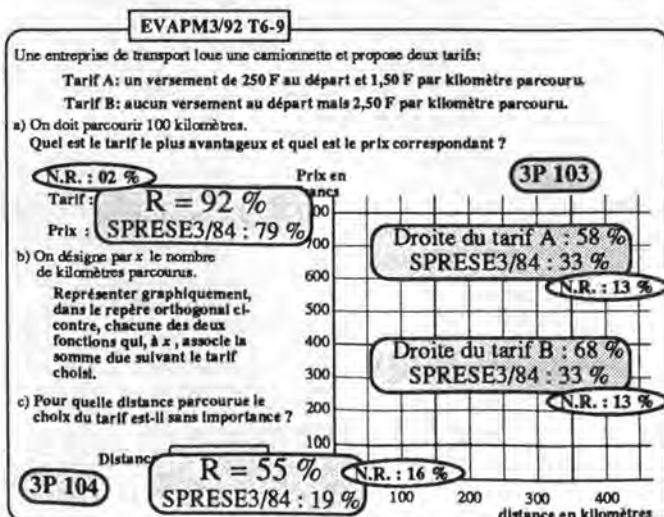 EVAPM3/92 T6-9
Une entreprise de transport loue une camionnette et propose deux tarifs:
Tarif A: un versement de 250 F au départ et 1,50 F par kilomètre parcouru.
Tarif B: aucun versement au départ mais 2,50 F par kilomètre parcouru.
a) On doit parcourir 100 kilomètres.
Quel est le tarif le plus avantageux et quel est le prix correspondant ?
N.R. : 02 %
Tarif :
R = 92 %
Prix :
SPRESE3/84 : 79 %
b) On désigne par x le nombre
de kilomètres parcourus.
Représenter graphiquement,
dans le repère orthogonal ci-
contre, chacune des deux
fonctions qui, à x , associe la
somme due suivant le tarif
choisi.
c) Pour quelle distance parcourue le
choix du tarif est-il sans importance ?
Distance
R = 55 %
SPRESE3/84 : 19 %
N.R. : 16 %
3P 104
Prix en
3P 103
700
600
500
400
300
200
100
Droite du tarif A : 58 %
SPRESE3/84 : 33 %
N.R. : 13 %
Droite du tarif B : 68 %
SPRESE3/84 : 33 %
N.R. : 13 %
100 200 300 400
distance en kilomètres